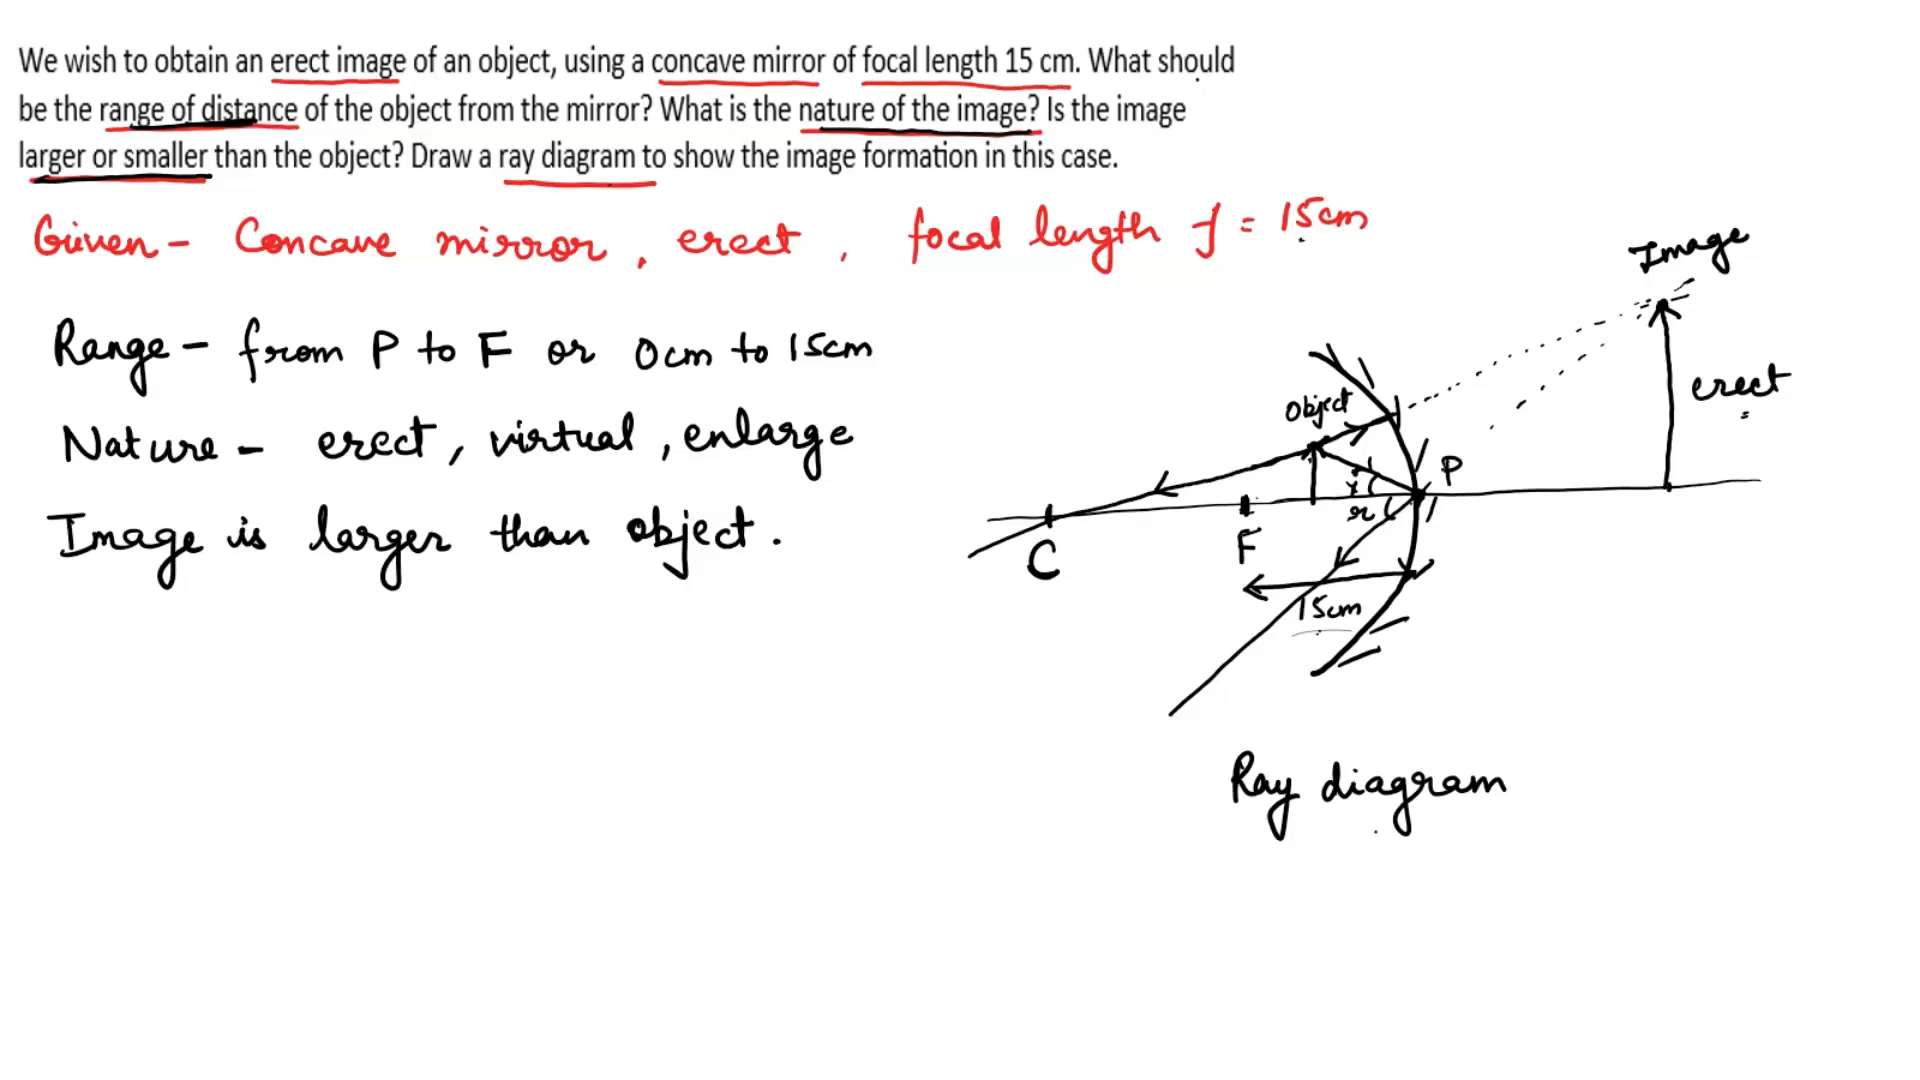 We wish to obtain an erect image of an object, using a concave mirror of focal length 15 cm. What should
be the range of distance of the object from the mirror? What is the nature of the image? Is the image
larger or smaller than the object? Draw a ray diagram to show the image formation in this case.
Given - Concave mirror, erect, focal length f = 15cm
Range - from P to F or 0cm to 15cm
Nature - erect, virtual, enlarge
Image is larger than object.
Image
erect
Object
P
i
r
F
C
15cm
Ray diagram